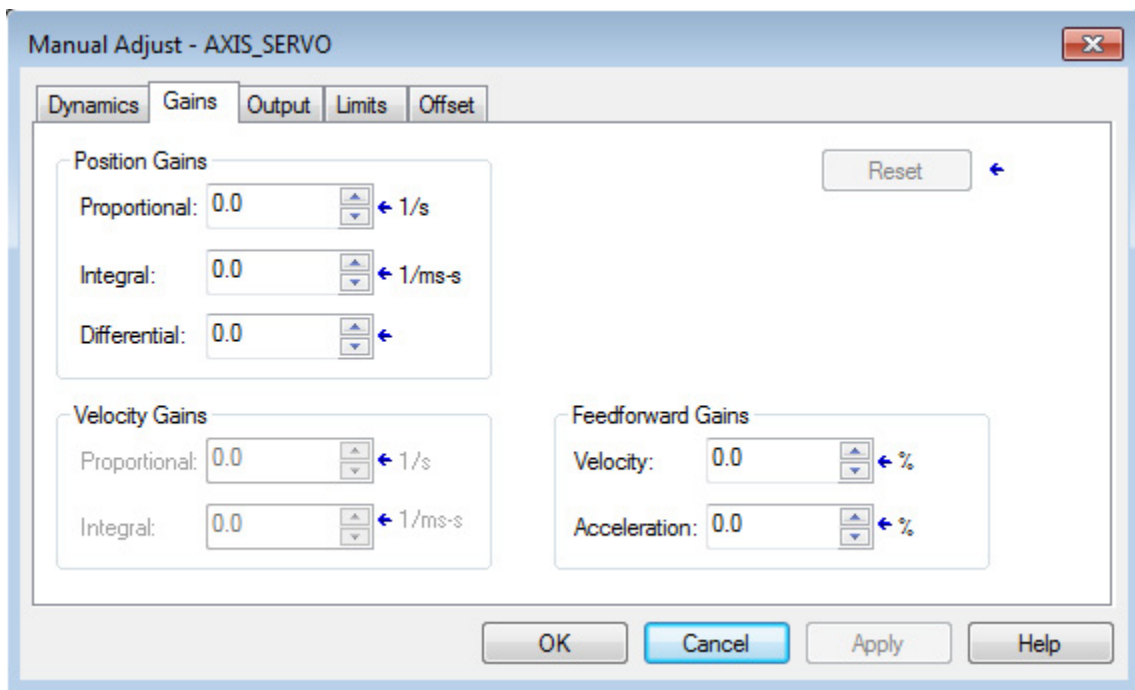 Manual Adjust - AXIS_SERVO
Dynamics Gains Output Limits Offset
Position Gains
Reset
Proportional: 0.0 1/s
Integral: 0.0 1/ms-s
Differential: 0.0
Velocity Gains
Proportional: 0.0 1/s
Integral: 0.0 1/ms-s
Feedforward Gains
Velocity: 0.0 %
Acceleration: 0.0 %
OK Cancel Apply Help